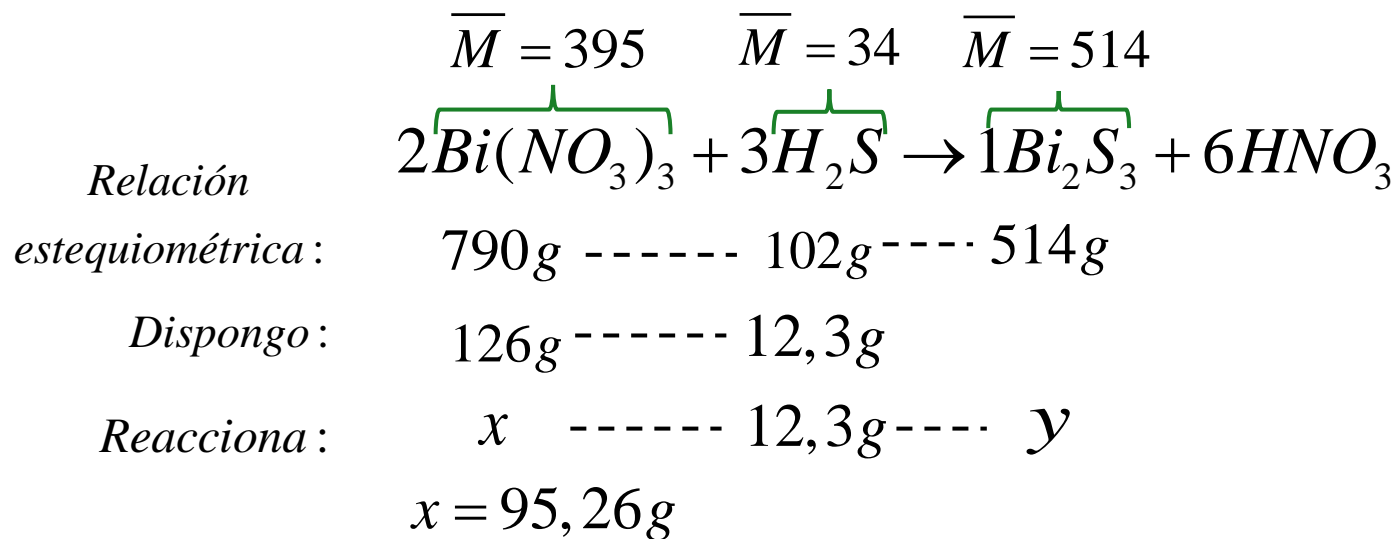 M̅ = 395 M̅ = 34 M̅ = 514
2Bi(NO₃)₃ + 3H₂S → 1Bi₂S₃ + 6HNO₃
Relación
estequiométrica : 790g ------ 102g ---- 514g
Dispongo : 126g ------ 12,3g
Reacciona : x ------ 12,3g ---- y
x = 95,26g